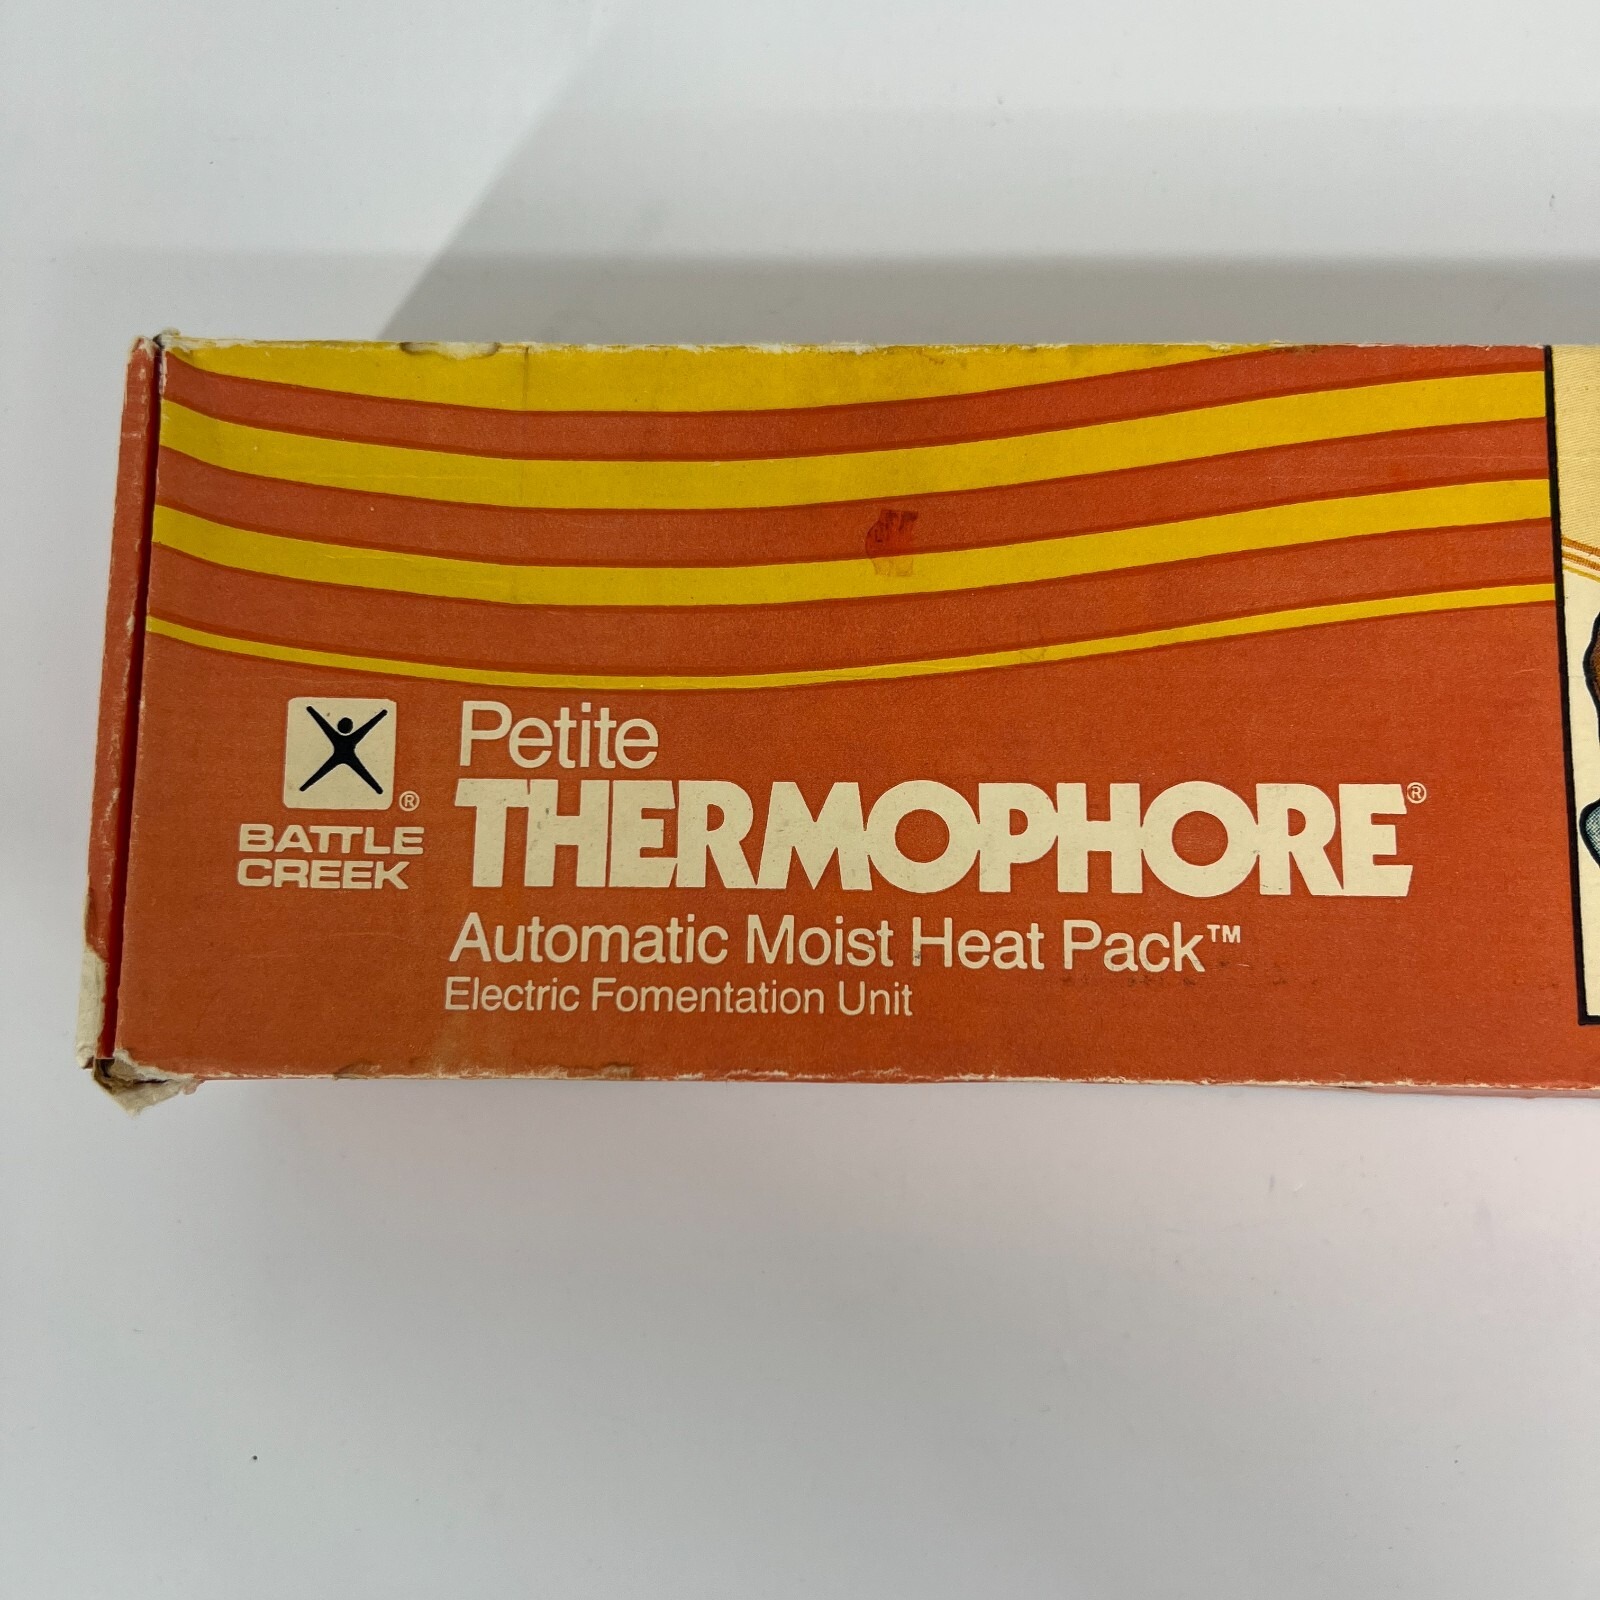 Petite
THERMOPHORE®
BATTLE
CREEK
®
Automatic Moist Heat Pack™
Electric Fomentation Unit